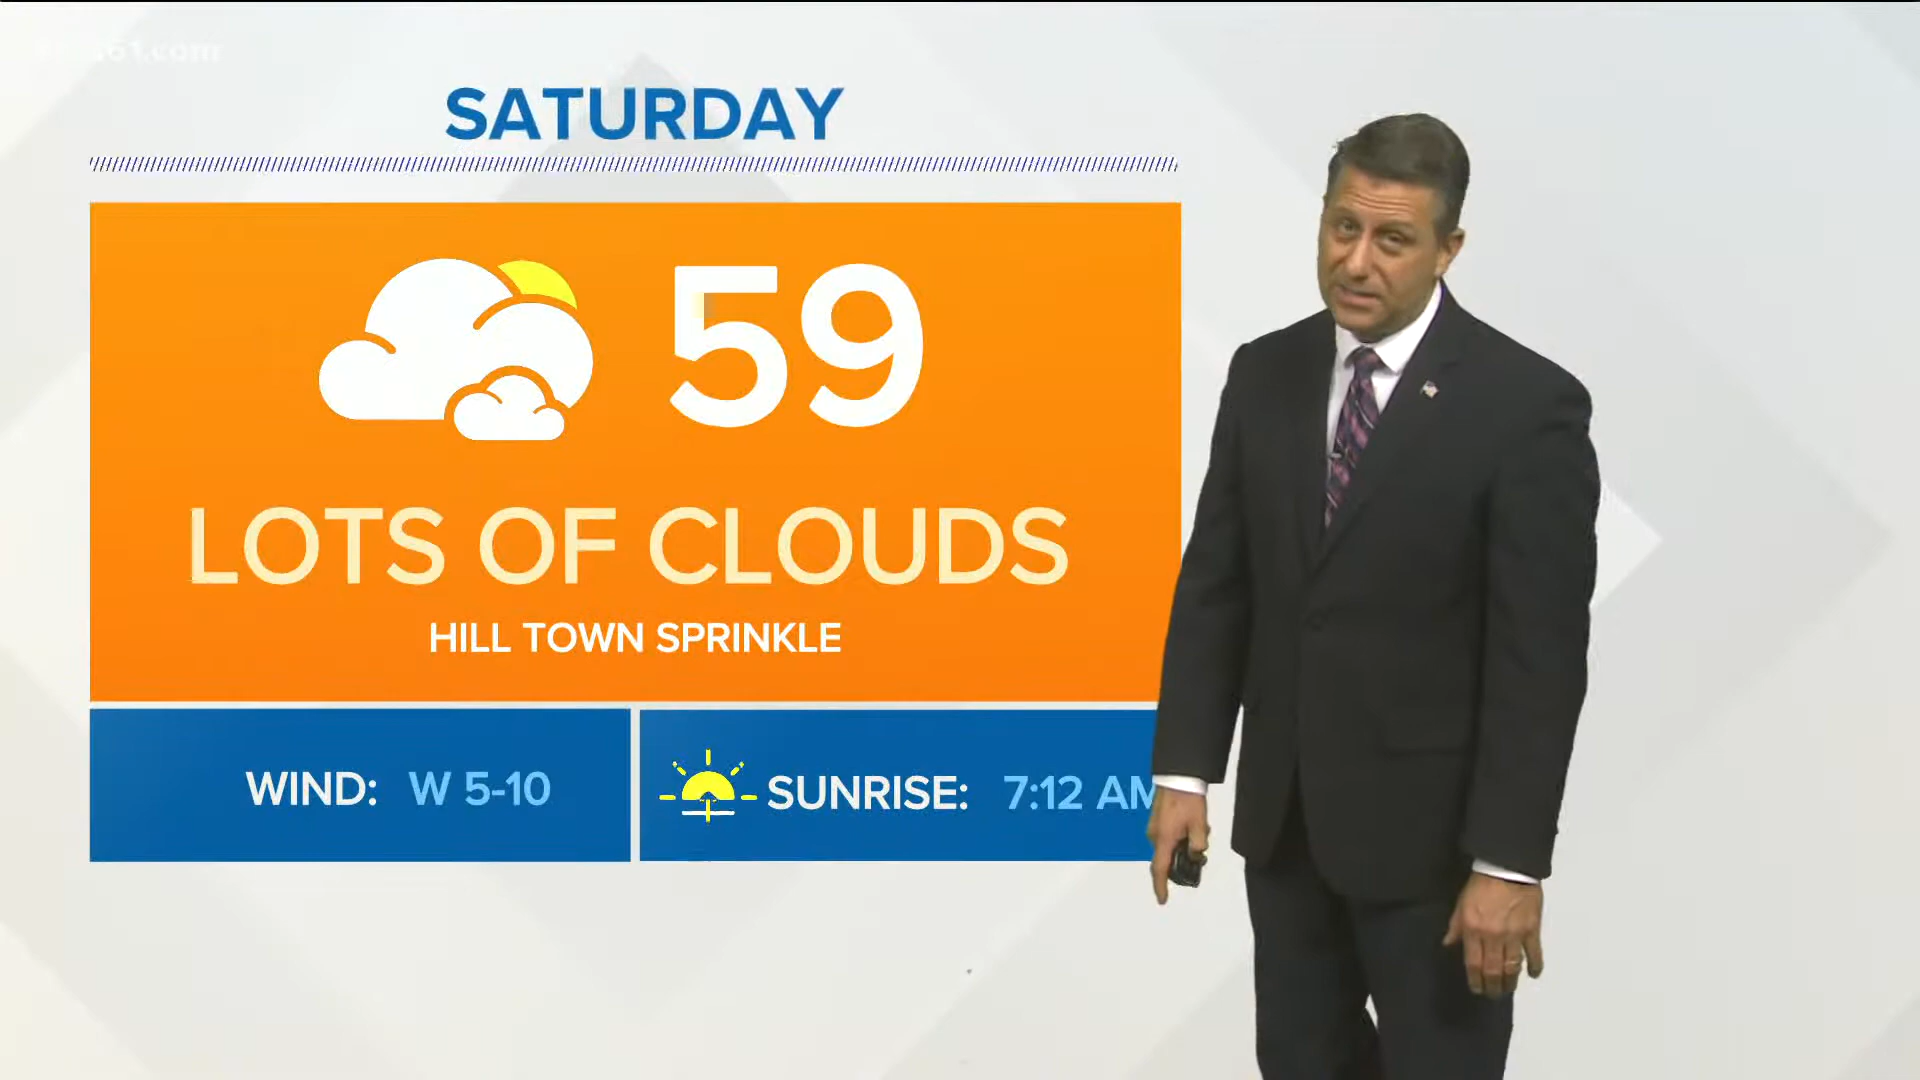 SATURDAY
59
LOTS OF CLOUDS
HILL TOWN SPRINKLE
WIND: W 5-10
SUNRISE: 7:12 AM